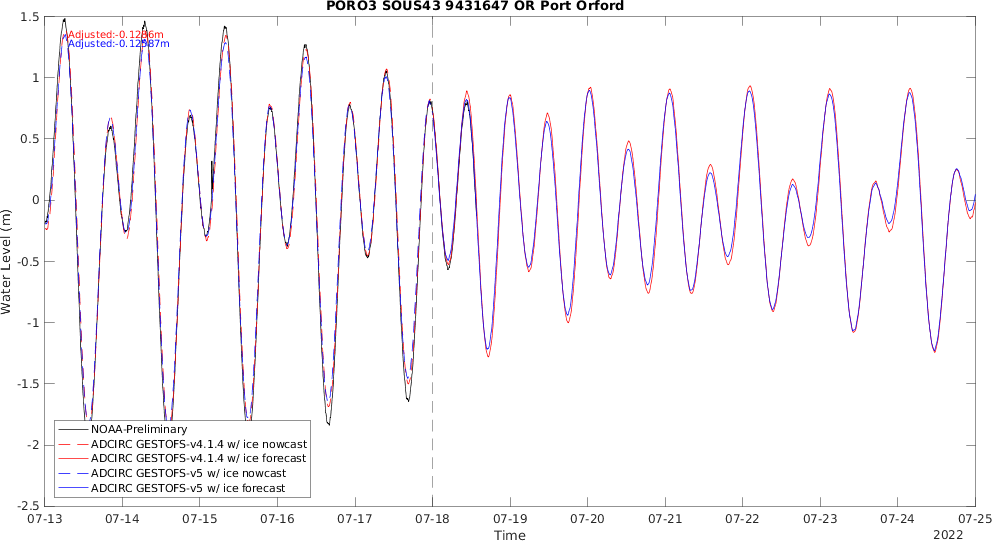 PORO3 SOUS43 9431647 OR Port Orford
Adjusted:-0.1286m
Adjusted:-0.12587m
1.5
1
0.5
0
-0.5
-1
-1.5
-2
-2.5
Water Level (m)
NOAA-Preliminary
ADCIRC GESTOFS-v4.1.4 w/ ice nowcast
ADCIRC GESTOFS-v4.1.4 w/ ice forecast
ADCIRC GESTOFS-v5 w/ ice nowcast
ADCIRC GESTOFS-v5 w/ ice forecast
07-13 07-14 07-15 07-16 07-17 07-18 07-19 07-20 07-21 07-22 07-23 07-24 07-25
Time
2022